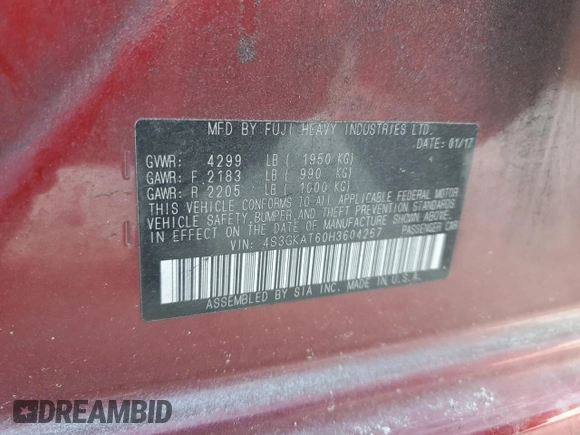 MFD BY FUJI HEAVY INDUSTRIES LTD.
DATE: 01/17
GVWR: 4299 LB ( 1950 KG)
GAWR: F 2183 LB ( 990 KG)
GAWR: R 2205 LB ( 1000 KG)
THIS VEHICLE CONFORMS TO ALL APPLICABLE FEDERAL MOTOR
VEHICLE SAFETY, BUMPER, AND THEFT PREVENTION STANDARDS
IN EFFECT ON THE DATE OF MANUFACTURE SHOWN ABOVE.
VIN: 4S3GKAT60H3604267 PASSENGER CAR
ASSEMBLED BY SIA INC. MADE IN U.S.A.
DREAMBID